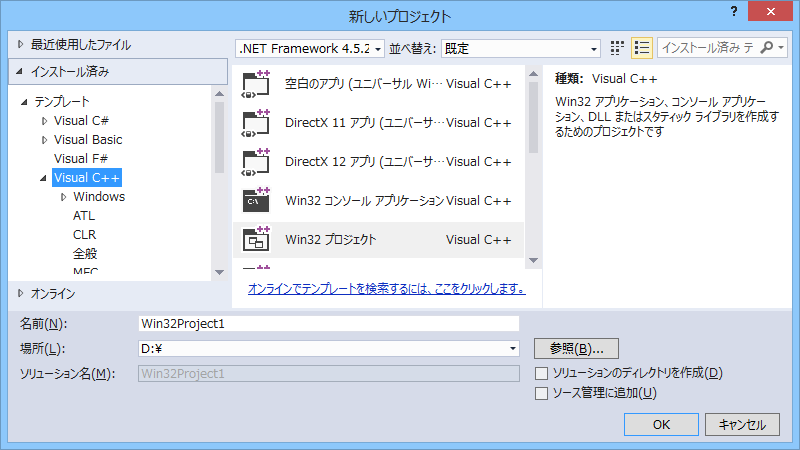 新しいプロジェクト
?
最近使用したファイル
インストール済み
テンプレート
Visual C#
Visual Basic
Visual F#
Visual C++
Windows
ATL
CLR
全般
MFC
オンライン
.NET Framework 4.5.2
並べ替え: 既定
インストール済み テ
空白のアプリ (ユニバーサル Wi… Visual C++
DirectX 11 アプリ (ユニバーサ… Visual C++
DirectX 12 アプリ (ユニバーサ… Visual C++
C:\
Win32 コンソール アプリケーション Visual C++
Win32 プロジェクト Visual C++
オンラインでテンプレートを検索するには、ここをクリックします。
種類: Visual C++
Win32 アプリケーション、コンソール アプリケー
ション、DLL またはスタティック ライブラリを作成す
るためのプロジェクトです
名前(N): Win32Project1
場所(L): D:¥
参照(B)...
ソリューション名(M): Win32Project1
ソリューションのディレクトリを作成(D)
ソース管理に追加(U)
OK
キャンセル